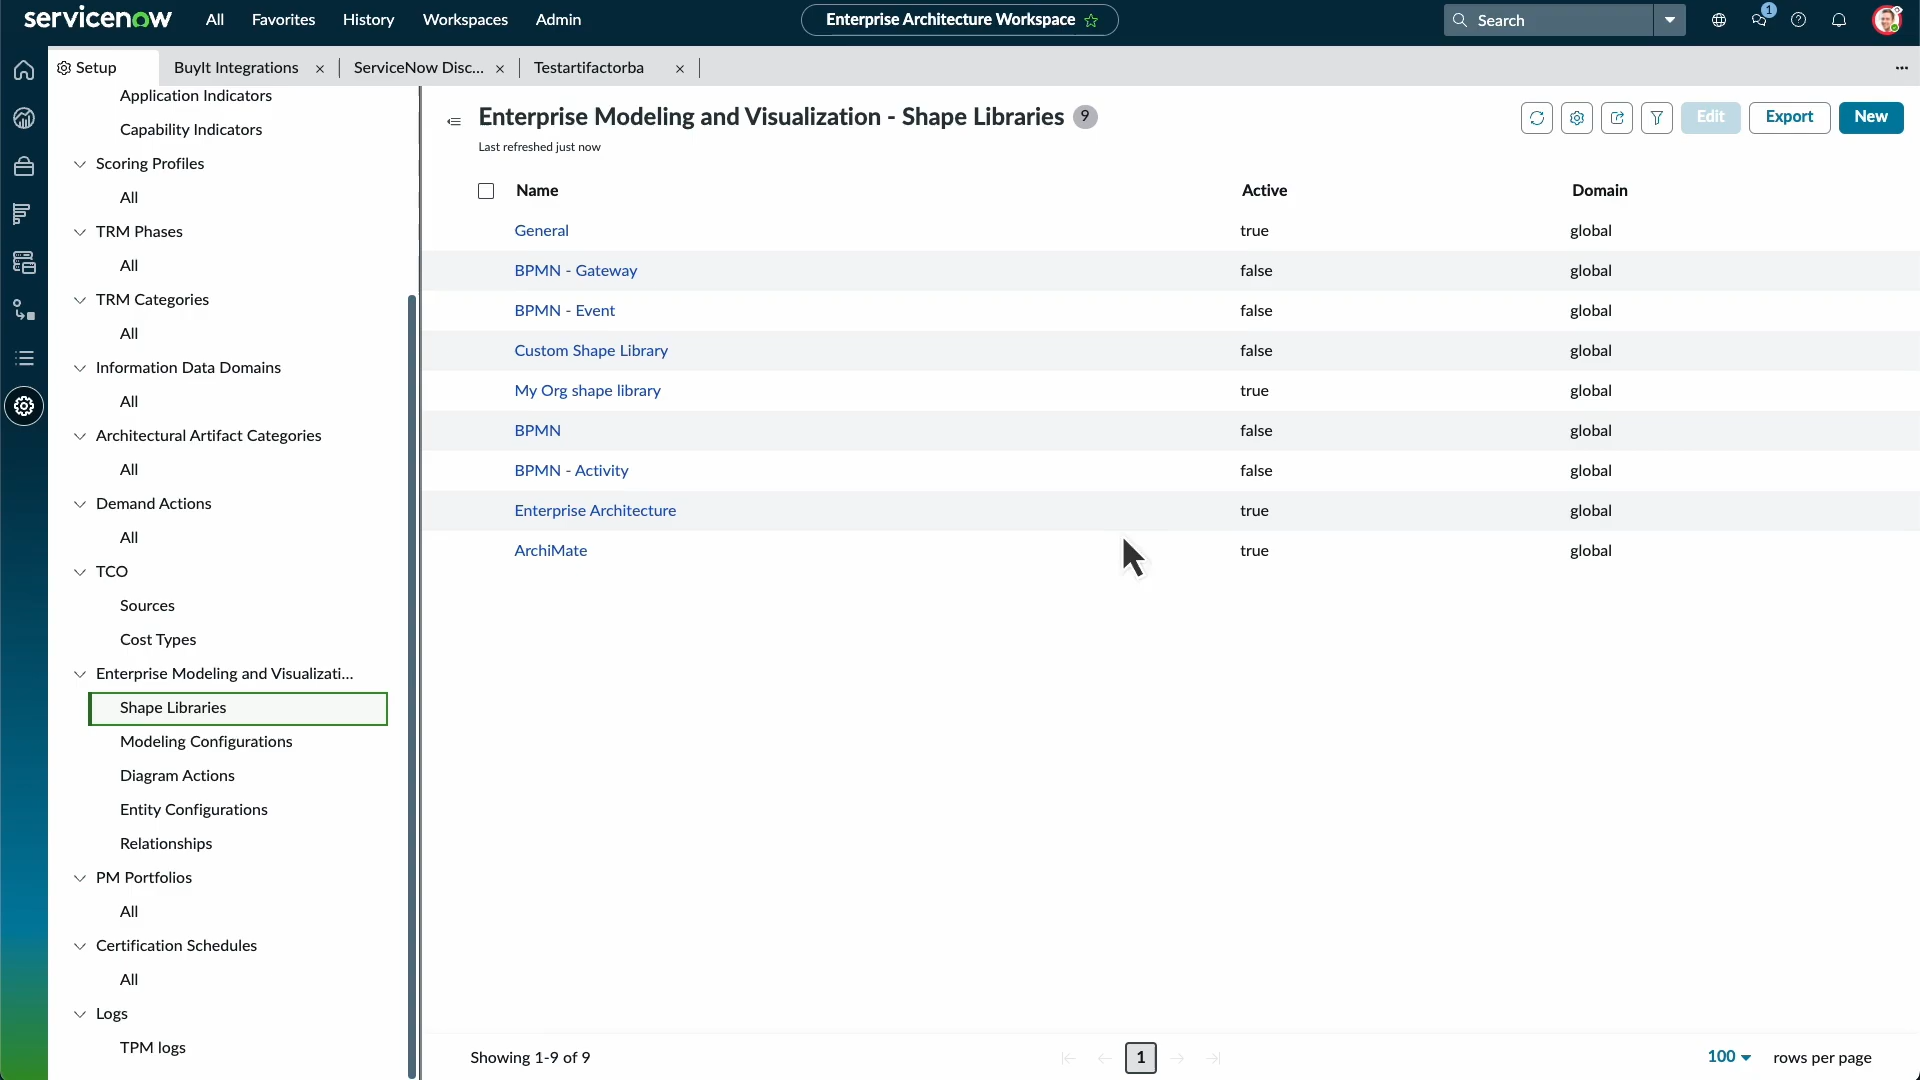 servicenow All Favorites History Workspaces Admin Enterprise Architecture Workspace Search 1
Setup BuyIt Integrations ServiceNow Disc... Testartifactorba
Application Indicators
Capability Indicators
Scoring Profiles
All
TRM Phases
All
TRM Categories
All
Information Data Domains
All
Architectural Artifact Categories
All
Demand Actions
All
TCO
Sources
Cost Types
Enterprise Modeling and Visualizati...
Shape Libraries
Modeling Configurations
Diagram Actions
Entity Configurations
Relationships
PM Portfolios
All
Certification Schedules
All
Logs
TPM logs
Enterprise Modeling and Visualization - Shape Libraries 9
Edit Export New
Last refreshed just now
Name Active Domain
General true global
BPMN - Gateway false global
BPMN - Event false global
Custom Shape Library false global
My Org shape library true global
BPMN false global
BPMN - Activity false global
Enterprise Architecture true global
ArchiMate true global
Showing 1-9 of 9 1 100 rows per page